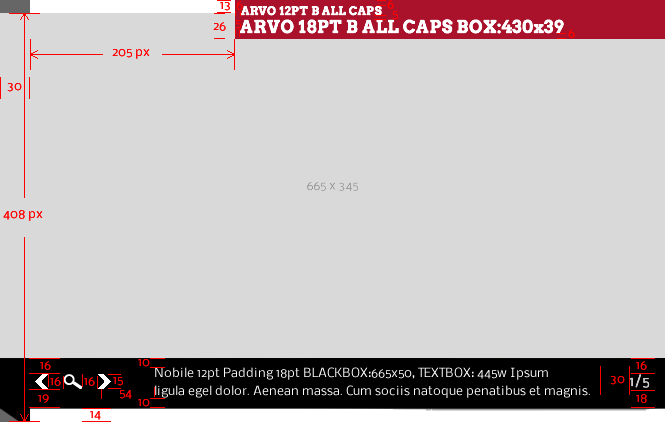 13
ARVO 12PT B ALL CAPS
26
ARVO 18PT B ALL CAPS BOX:430x39
205 px
30
665 x 345
408 px
16
10
16
16
16
15
54
Nobile 12pt Padding 18pt BLACKBOX:665x50, TEXTBOX: 445w Ipsum
ligula egel dolor. Aenean massa. Cum sociis natoque penatibus et magnis.
30
1/5
19
10
18
14